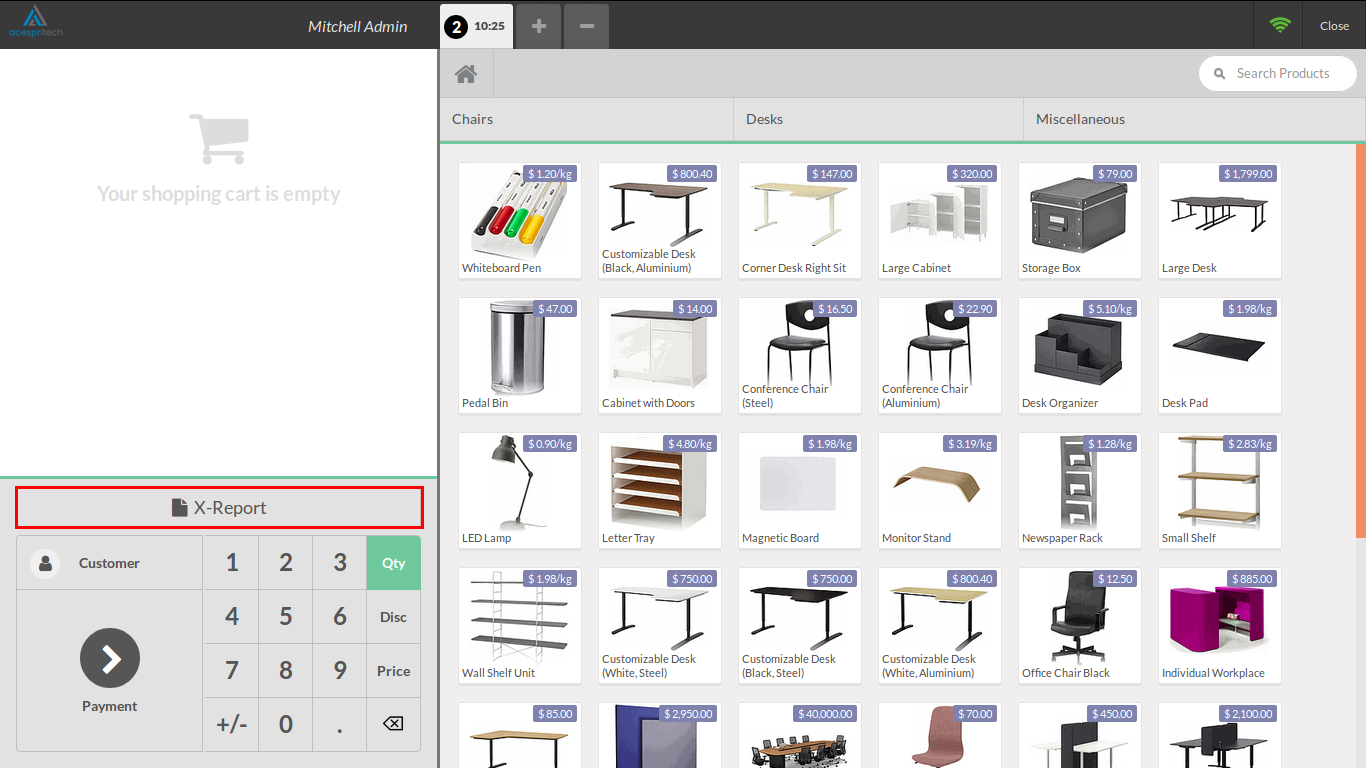 acespritech
Mitchell Admin
2 10:25
Close
Search Products
Chairs
Desks
Miscellaneous
Your shopping cart is empty
$ 1.20/kg
Whiteboard Pen
$ 800.40
Customizable Desk
(Black, Aluminium)
$ 147.00
Corner Desk Right Sit
$ 320.00
Large Cabinet
$ 79.00
Storage Box
$ 1,799.00
Large Desk
$ 47.00
Pedal Bin
$ 14.00
Cabinet with Doors
$ 16.50
Conference Chair
(Steel)
$ 22.90
Conference Chair
(Aluminium)
$ 5.10/kg
Desk Organizer
$ 1.98/kg
Desk Pad
$ 0.90/kg
LED Lamp
$ 4.80/kg
Letter Tray
$ 1.98/kg
Magnetic Board
$ 3.19/kg
Monitor Stand
$ 1.28/kg
Newspaper Rack
$ 2.83/kg
Small Shelf
$ 1.98/kg
Wall Shelf Unit
$ 750.00
Customizable Desk
(White, Steel)
$ 750.00
Customizable Desk
(Black, Steel)
$ 800.40
Customizable Desk
(White, Aluminium)
$ 12.50
Office Chair Black
$ 885.00
Individual Workplace
$ 85.00
$ 2,950.00
$ 40,000.00
$ 70.00
$ 450.00
$ 2,100.00
X-Report
Customer
Payment
1 2 3 Qty
4 5 6 Disc
7 8 9 Price
+/- 0 .